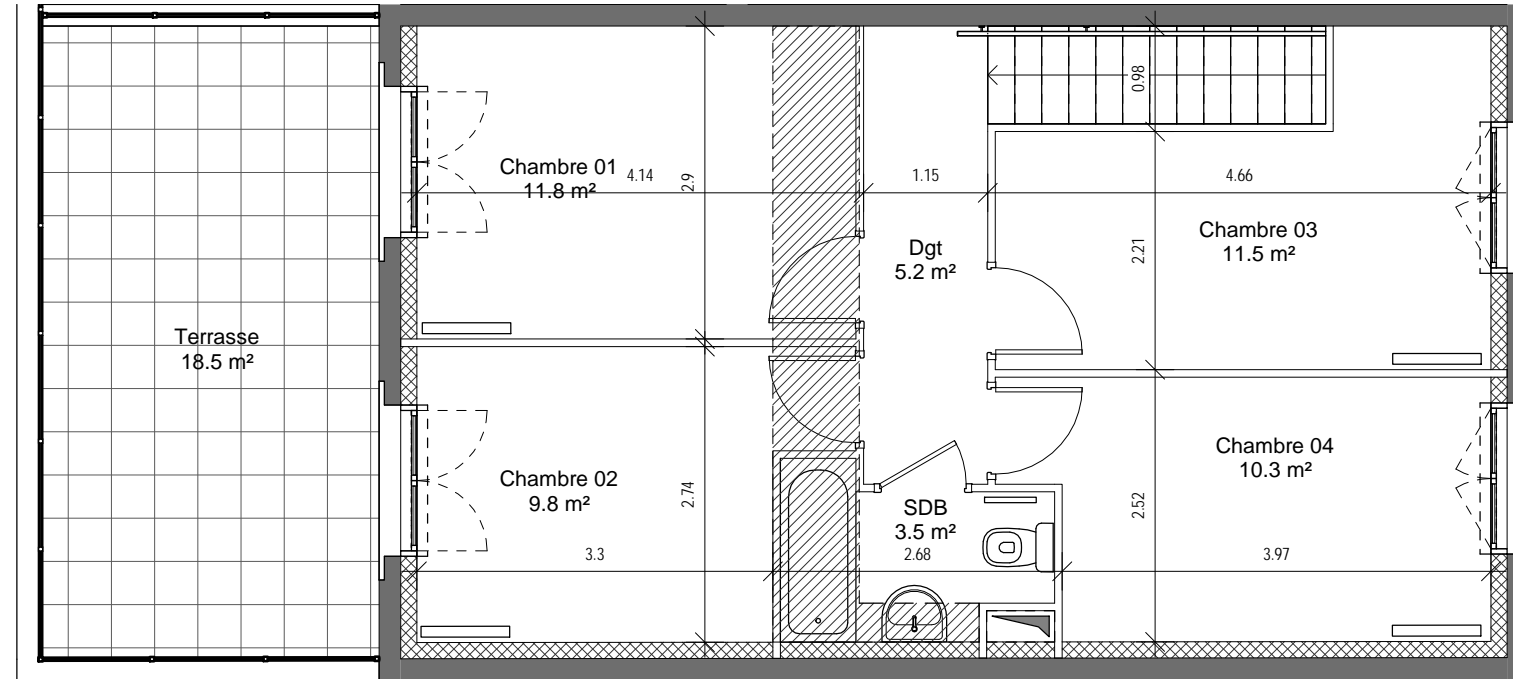 0.98
Chambre 01
11.8 m²
4.14
2.9
1.15
4.66
Chambre 03
11.5 m²
2.21
Dgt
5.2 m²
Terrasse
18.5 m²
Chambre 02
9.8 m²
2.74
Chambre 04
10.3 m²
2.52
SDB
3.5 m²
3.3
2.68
3.97